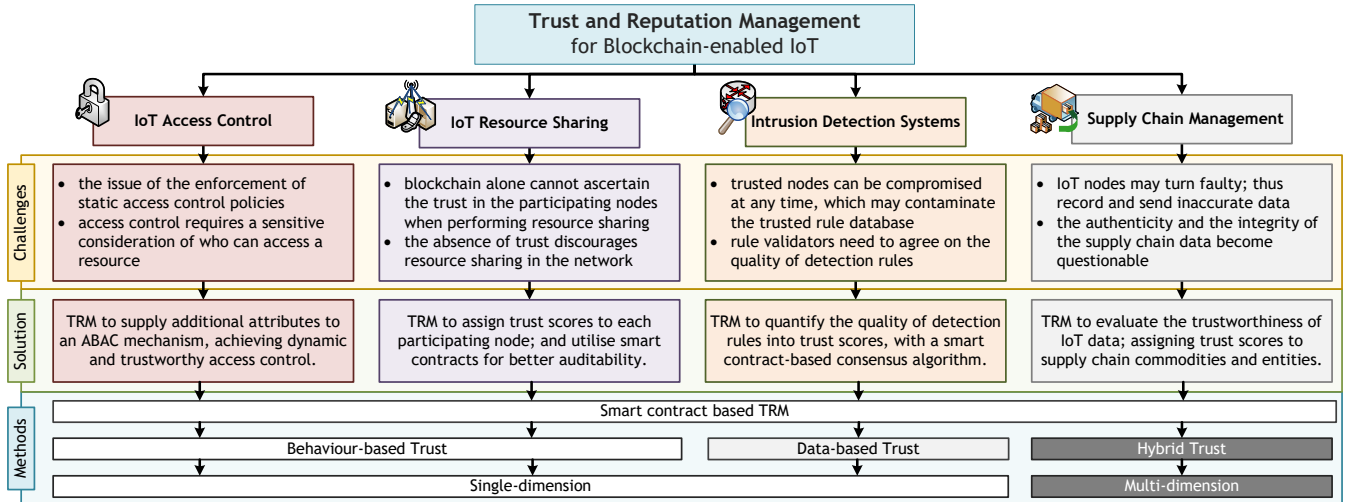 Trust and Reputation Management
for Blockchain-enabled IoT
IoT Access Control
IoT Resource Sharing
Intrusion Detection Systems
Supply Chain Management
Challenges
• the issue of the enforcement of
static access control policies
• access control requires a sensitive
consideration of who can access a
resource
• blockchain alone cannot ascertain
the trust in the participating nodes
when performing resource sharing
• the absence of trust discourages
resource sharing in the network
• trusted nodes can be compromised
at any time, which may contaminate
the trusted rule database
• rule validators need to agree on the
quality of detection rules
• IoT nodes may turn faulty; thus
record and send inaccurate data
• the authenticity and the integrity of
the supply chain data become
questionable
Solution
TRM to supply additional attributes to
an ABAC mechanism, achieving dynamic
and trustworthy access control.
TRM to assign trust scores to each
participating node; and utilise smart
contracts for better auditability.
TRM to quantify the quality of detection
rules into trust scores, with a smart
contract-based consensus algorithm.
TRM to evaluate the trustworthiness of
IoT data; assigning trust scores to
supply chain commodities and entities.
Methods
Smart contract based TRM
Behaviour-based Trust
Data-based Trust
Hybrid Trust
Single-dimension
Multi-dimension